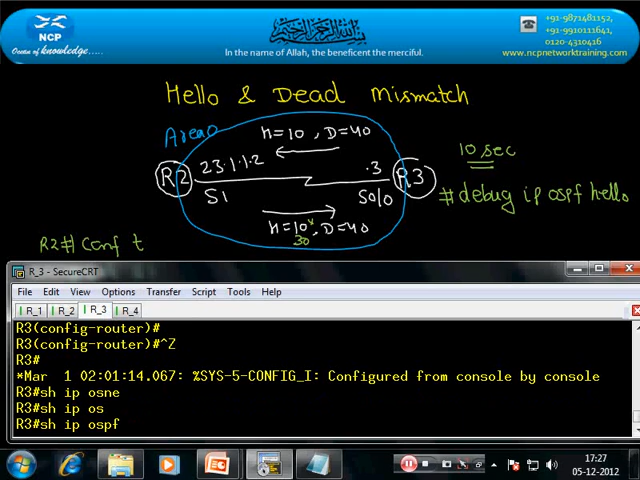 NCP
Ocean of knowledge.....
بسم الله الرحمن الرحيم
In the name of Allah, the beneficent the merciful.
+91-9871481152,
+91-9910111641,
0120-4310416
www.ncpnetworktraining.com
Hello & Dead Mismatch
Area0
H=10 , D=40
R2
23.1.1.2
.3
R3
S1
S0/0
H=10x, D=40
30
10 sec
#debug ip ospf hello
R2# Conf t
R_3 - SecureCRT
File Edit View Options Transfer Script Tools Help
R_1 R_2 R_3 R_4
R3(config-router)#
R3(config-router)#^Z
R3#
*Mar 1 02:01:14.067: %SYS-5-CONFIG_I: Configured from console by console
R3#sh ip osne
R3#sh ip os
R3#sh ip ospf
17:27
05-12-2012